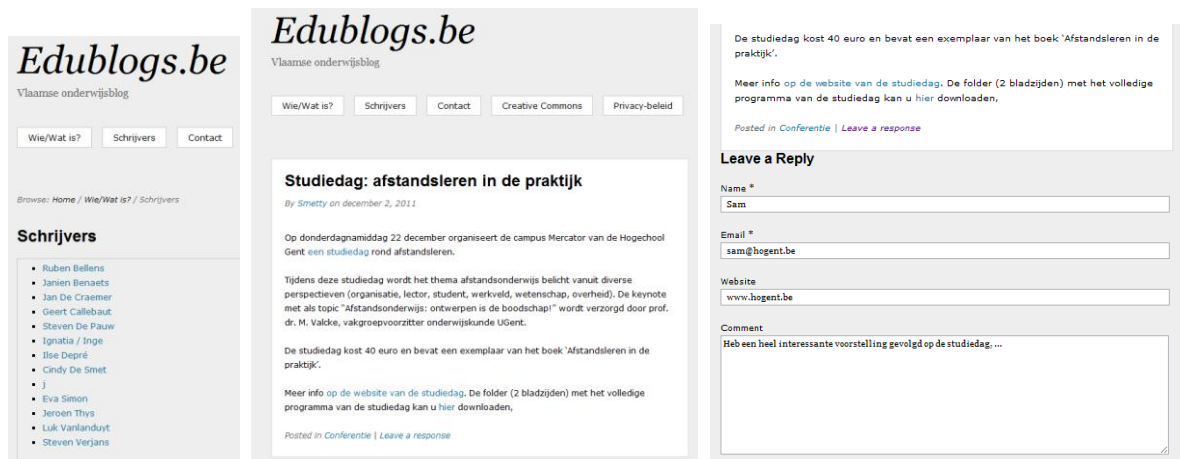 Edublogs.be
Vlaamse onderwijsblog
Wie/Wat is?
Schrijvers
Contact
Browse: Home / Wie/Wat is? / Schrijvers
Schrijvers
Ruben Bellens
Janien Benaets
Jan De Craemer
Geert Callebaut
Steven De Pauw
Ignatia / Inge
Ilse Depré
Cindy De Smet
j
Eva Simon
Jeroen Thys
Luk Vanlanduyt
Steven Verjans
Edublogs.be
Vlaamse onderwijsblog
Wie/Wat is?
Schrijvers
Contact
Creative Commons
Privacy-beleid
Studiedag: afstandsleren in de praktijk
By Smetty on december 2, 2011
Op donderdagnamiddag 22 december organiseert de campus Mercator van de Hogechool
Gent een studiedag rond afstandsleren.
Tijdens deze studiedag wordt het thema afstandsonderwijs belicht vanuit diverse
perspectieven (organisatie, lector, student, werkveld, wetenschap, overheid). De keynote
met als topic "Afstandsonderwijs: ontwerpen is de boodschap!" wordt verzorgd door prof.
dr. M. Valcke, vakgroepvoorzitter onderwijskunde UGent.
De studiedag kost 40 euro en bevat een exemplaar van het boek 'Afstandsleren in de
praktijk'.
Meer info op de website van de studiedag. De folder (2 bladzijden) met het volledige
programma van de studiedag kan u hier downloaden,
Posted in Conferentie | Leave a response
De studiedag kost 40 euro en bevat een exemplaar van het boek 'Afstandsleren in de
praktijk'.
Meer info op de website van de studiedag. De folder (2 bladzijden) met het volledige
programma van de studiedag kan u hier downloaden,
Posted in Conferentie | Leave a response
Leave a Reply
Name *
Sam
Email *
sam@hogent.be
Website
www.hogent.be
Comment
Heb een heel interessante voorstelling gevolgd op de studiedag, ...